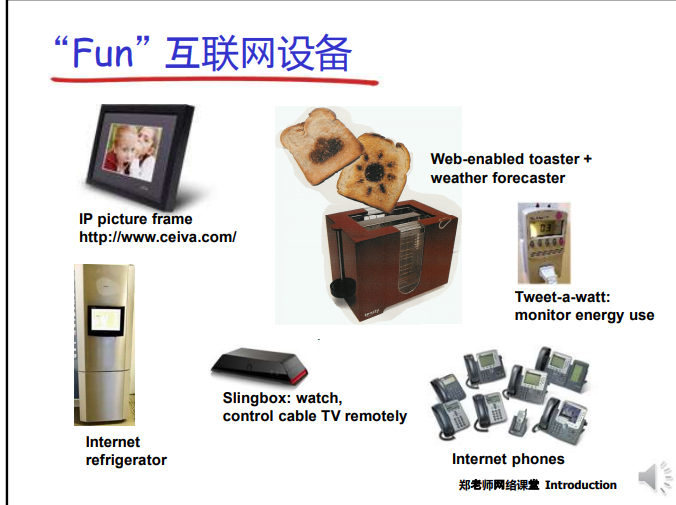 “Fun” 互联网设备
IP picture frame
http://www.ceiva.com/
Web-enabled toaster +
weather forecaster
Tweet-a-watt:
monitor energy use
Slingbox: watch,
control cable TV remotely
Internet
refrigerator
Internet phones
郑老师网络课堂 Introduction